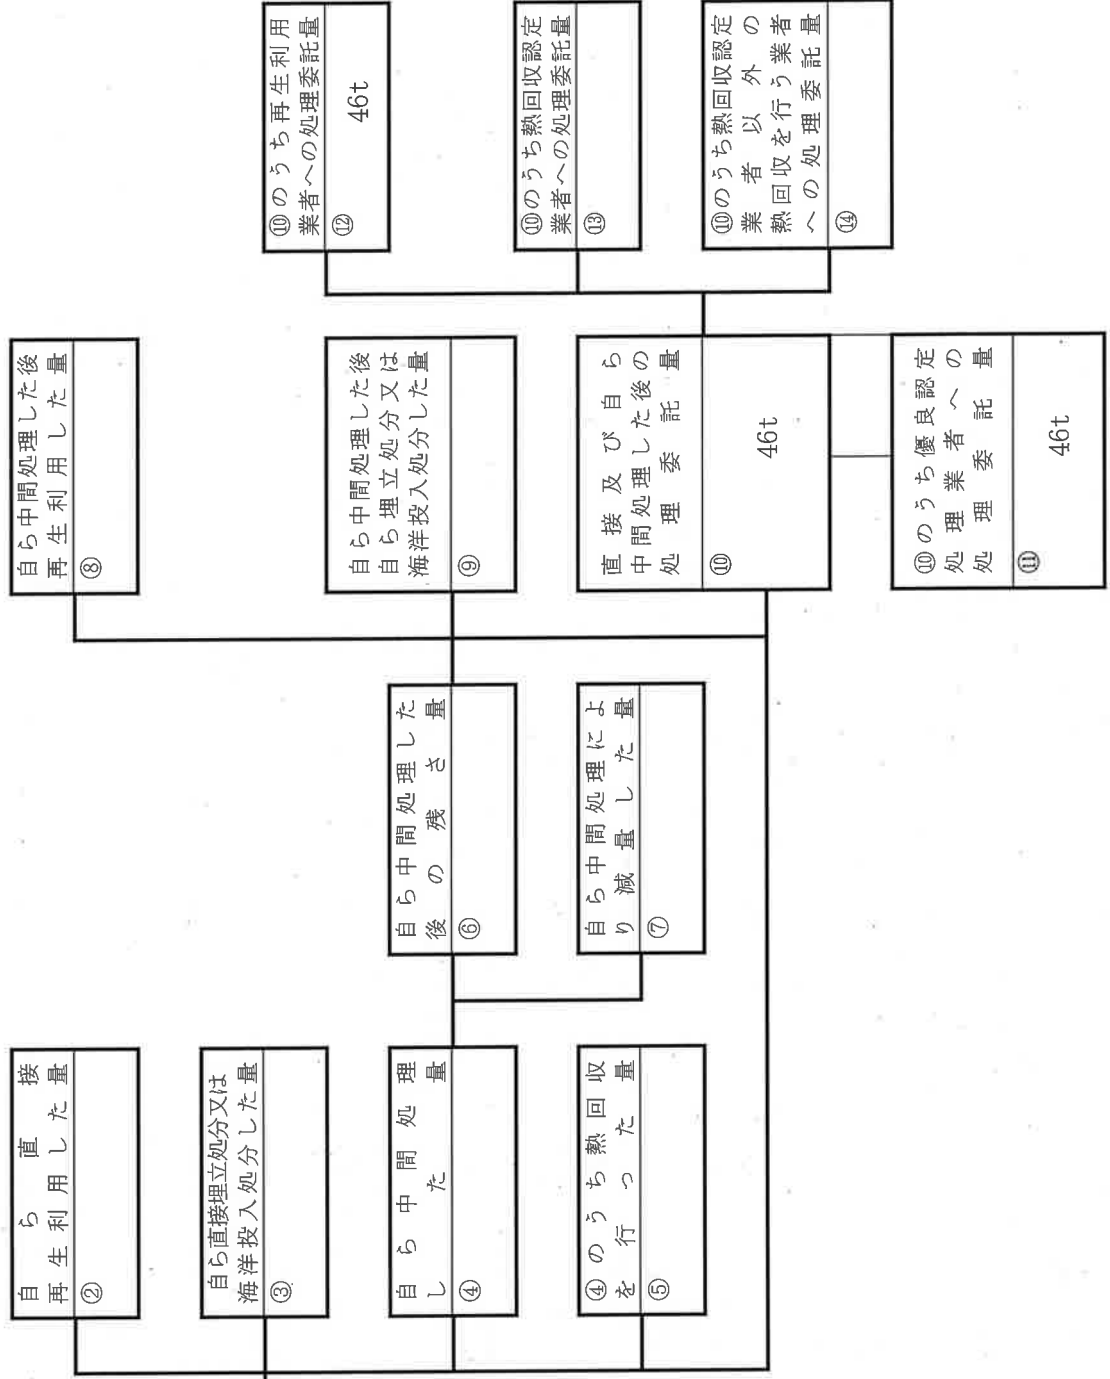 自ら直接
再生利用した量
②
自ら直接埋立処分又は
海洋投入処分した量
③
自ら中間処理
した量
④
④のうち熱回収
を行った量
⑤
自ら中間処理した
後の残さ量
⑥
自ら中間処理によ
り減量した量
⑦
自ら中間処理した後
再生利用した量
⑧
自ら中間処理した後
自ら埋立処分又は
海洋投入処分した量
⑨
直接及び自ら
中間処理した後の
処理委託量
⑩
46t
⑩のうち優良認定
処理業者への
処理委託量
⑪
46t
⑩のうち再生利用
業者への処理委託量
⑫
46t
⑩のうち熱回収認定
業者への処理委託量
⑬
⑩のうち熱回収認定
業者以外の
熱回収を行う業者
への処理委託量
⑭